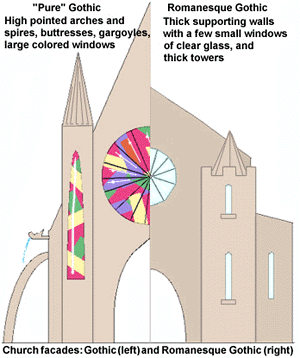 "Pure" Gothic
High pointed arches and
spires, buttresses, gargoyles,
large colored windows
Romanesque Gothic
Thick supporting walls
with a few small windows
of clear glass, and
thick towers
Church facades: Gothic (left) and Romanesque Gothic (right)